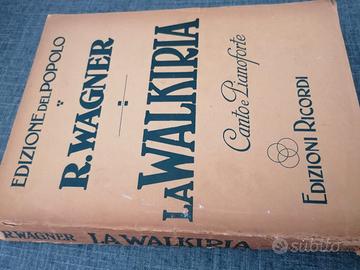 EDIZIONE DEL POPOLO
R. WAGNER
LA WALKIRIA
Canto e Pianoforte
EDIZIONI RICORDI
R. WAGNER LA WALKIRIA
subito